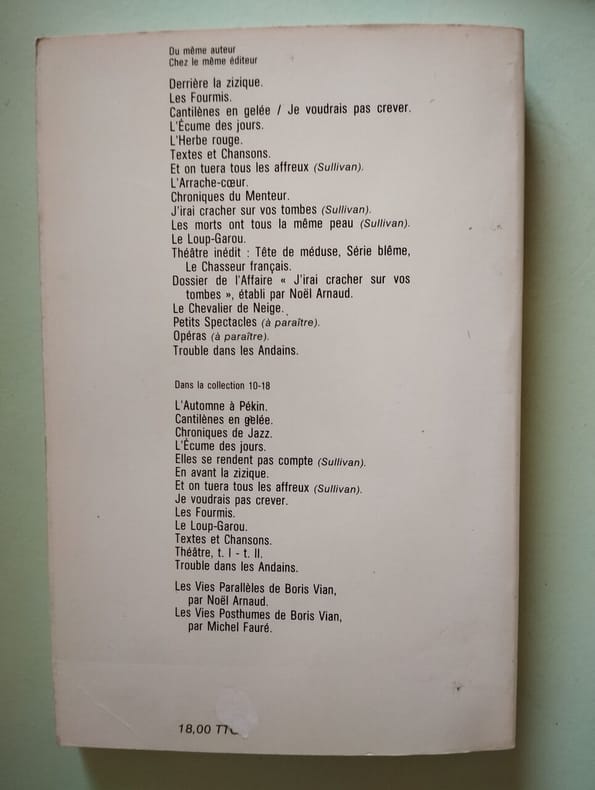 Du même auteur
Chez le même éditeur
Derrière la zizique.
Les Fourmis.
Cantilènes en gelée / Je voudrais pas crever.
L'Écume des jours.
L'Herbe rouge.
Textes et Chansons.
Et on tuera tous les affreux (Sullivan).
L'Arrache-cœur.
Chroniques du Menteur.
J'irai cracher sur vos tombes (Sullivan).
Les morts ont tous la même peau (Sullivan).
Le Loup-Garou.
Théâtre inédit : Tête de méduse, Série blême,
Le Chasseur français.
Dossier de l'Affaire « J'irai cracher sur vos
tombes », établi par Noël Arnaud.
Le Chevalier de Neige.
Petits Spectacles (à paraître).
Opéras (à paraître).
Trouble dans les Andains.
Dans la collection 10-18
L'Automne à Pékin.
Cantilènes en gelée.
Chroniques de Jazz.
L'Écume des jours.
Elles se rendent pas compte (Sullivan).
En avant la zizique.
Et on tuera tous les affreux (Sullivan).
Je voudrais pas crever.
Les Fourmis.
Le Loup-Garou.
Textes et Chansons.
Théâtre, t. I - t. II.
Trouble dans les Andains.
Les Vies Parallèles de Boris Vian,
par Noël Arnaud.
Les Vies Posthumes de Boris Vian,
par Michel Fauré.
18,00 TTC